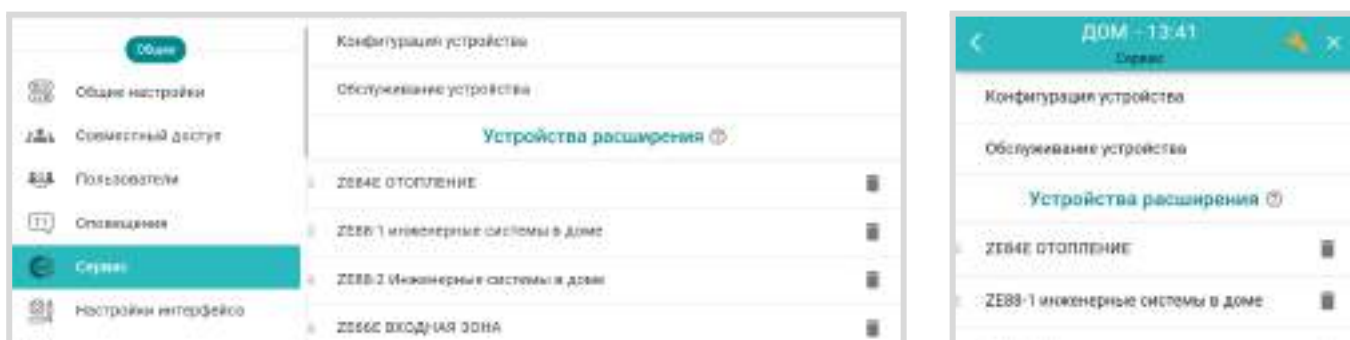 Общие
Общие настройки
Совместный доступ
Пользователи
Оповещения
Сервис
Настройки интерфейса
Конфигурация устройства
Обслуживание устройства
Устройства расширения
ZE84E ОТОПЛЕНИЕ
ZE88-1 инженерные системы в доме
ZE88-2 Инженерные системы в доме
ZE66E ВХОДНАЯ ЗОНА
ДОМ - 13:41
Сервис
Конфигурация устройства
Обслуживание устройства
Устройства расширения
ZE84E ОТОПЛЕНИЕ
ZE88-1 инженерные системы в доме